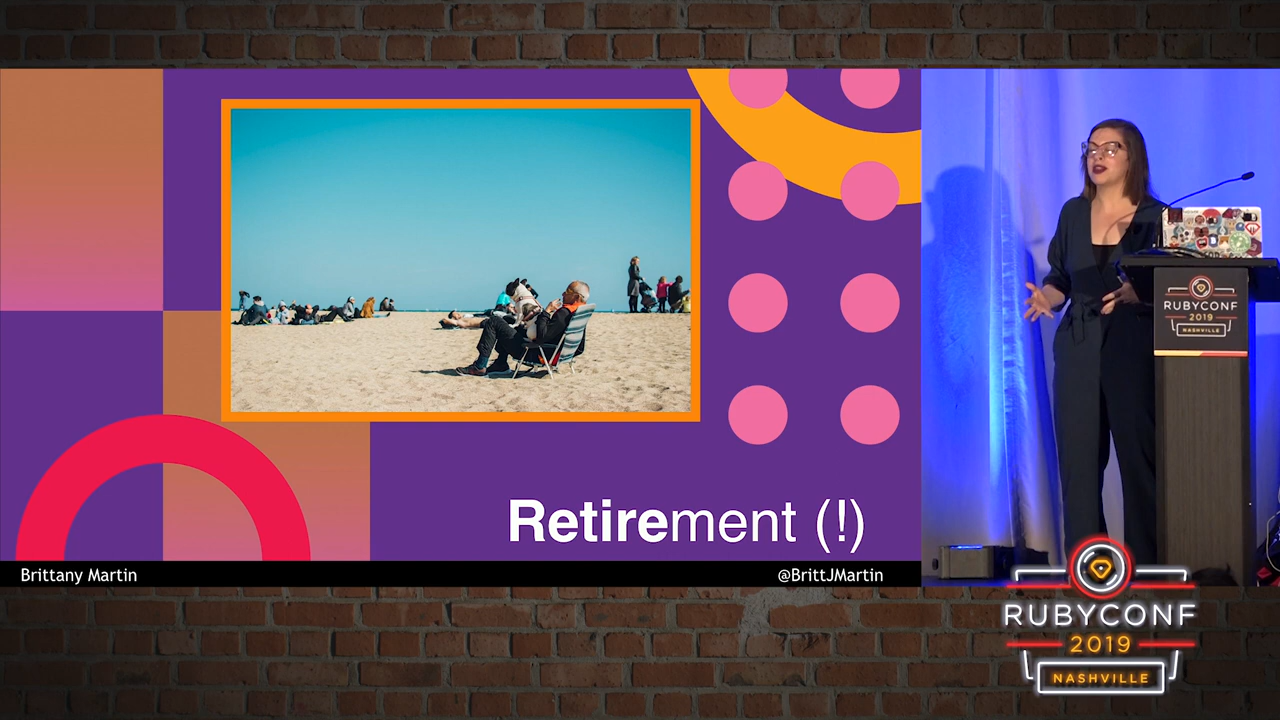 Retirement (!)
Brittany Martin
@BrittJMartin
RUBYCONF
2019
NASHVILLE
RUBYCONF
2019
NASHVILLE